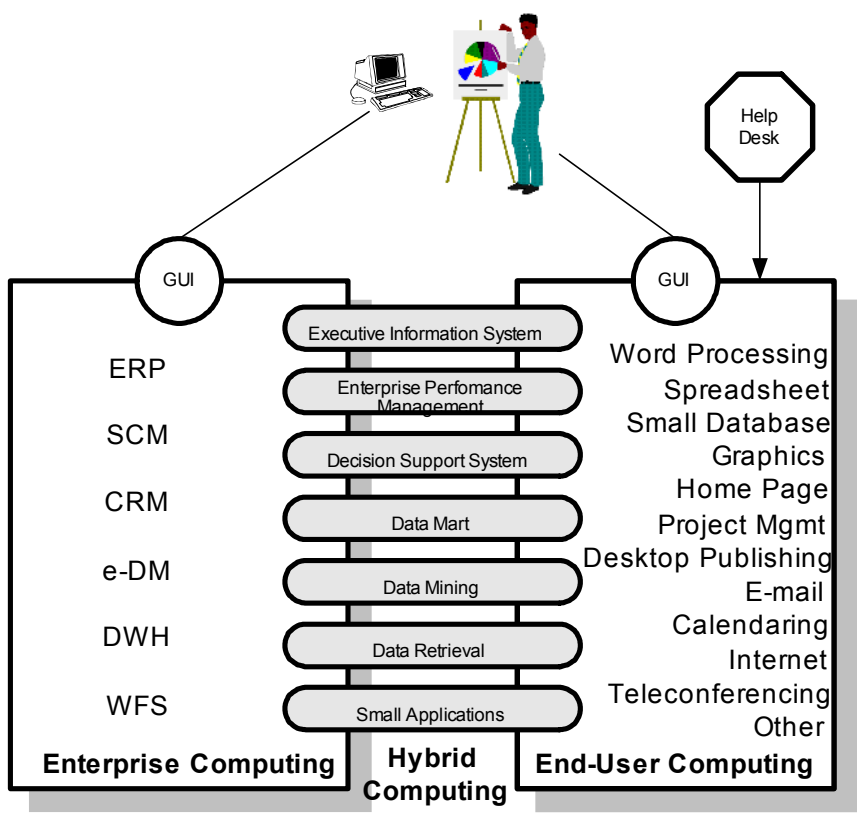 Help
Desk
GUI
GUI
ERP
SCM
CRM
e-DM
DWH
WFS
Enterprise Computing
Executive Information System
Enterprise Perfomance
Management
Decision Support System
Data Mart
Data Mining
Data Retrieval
Small Applications
Hybrid
Computing
Word Processing
Spreadsheet
Small Database
Graphics
Home Page
Project Mgmt
Desktop Publishing
E-mail
Calendaring
Internet
Teleconferencing
Other
End-User Computing